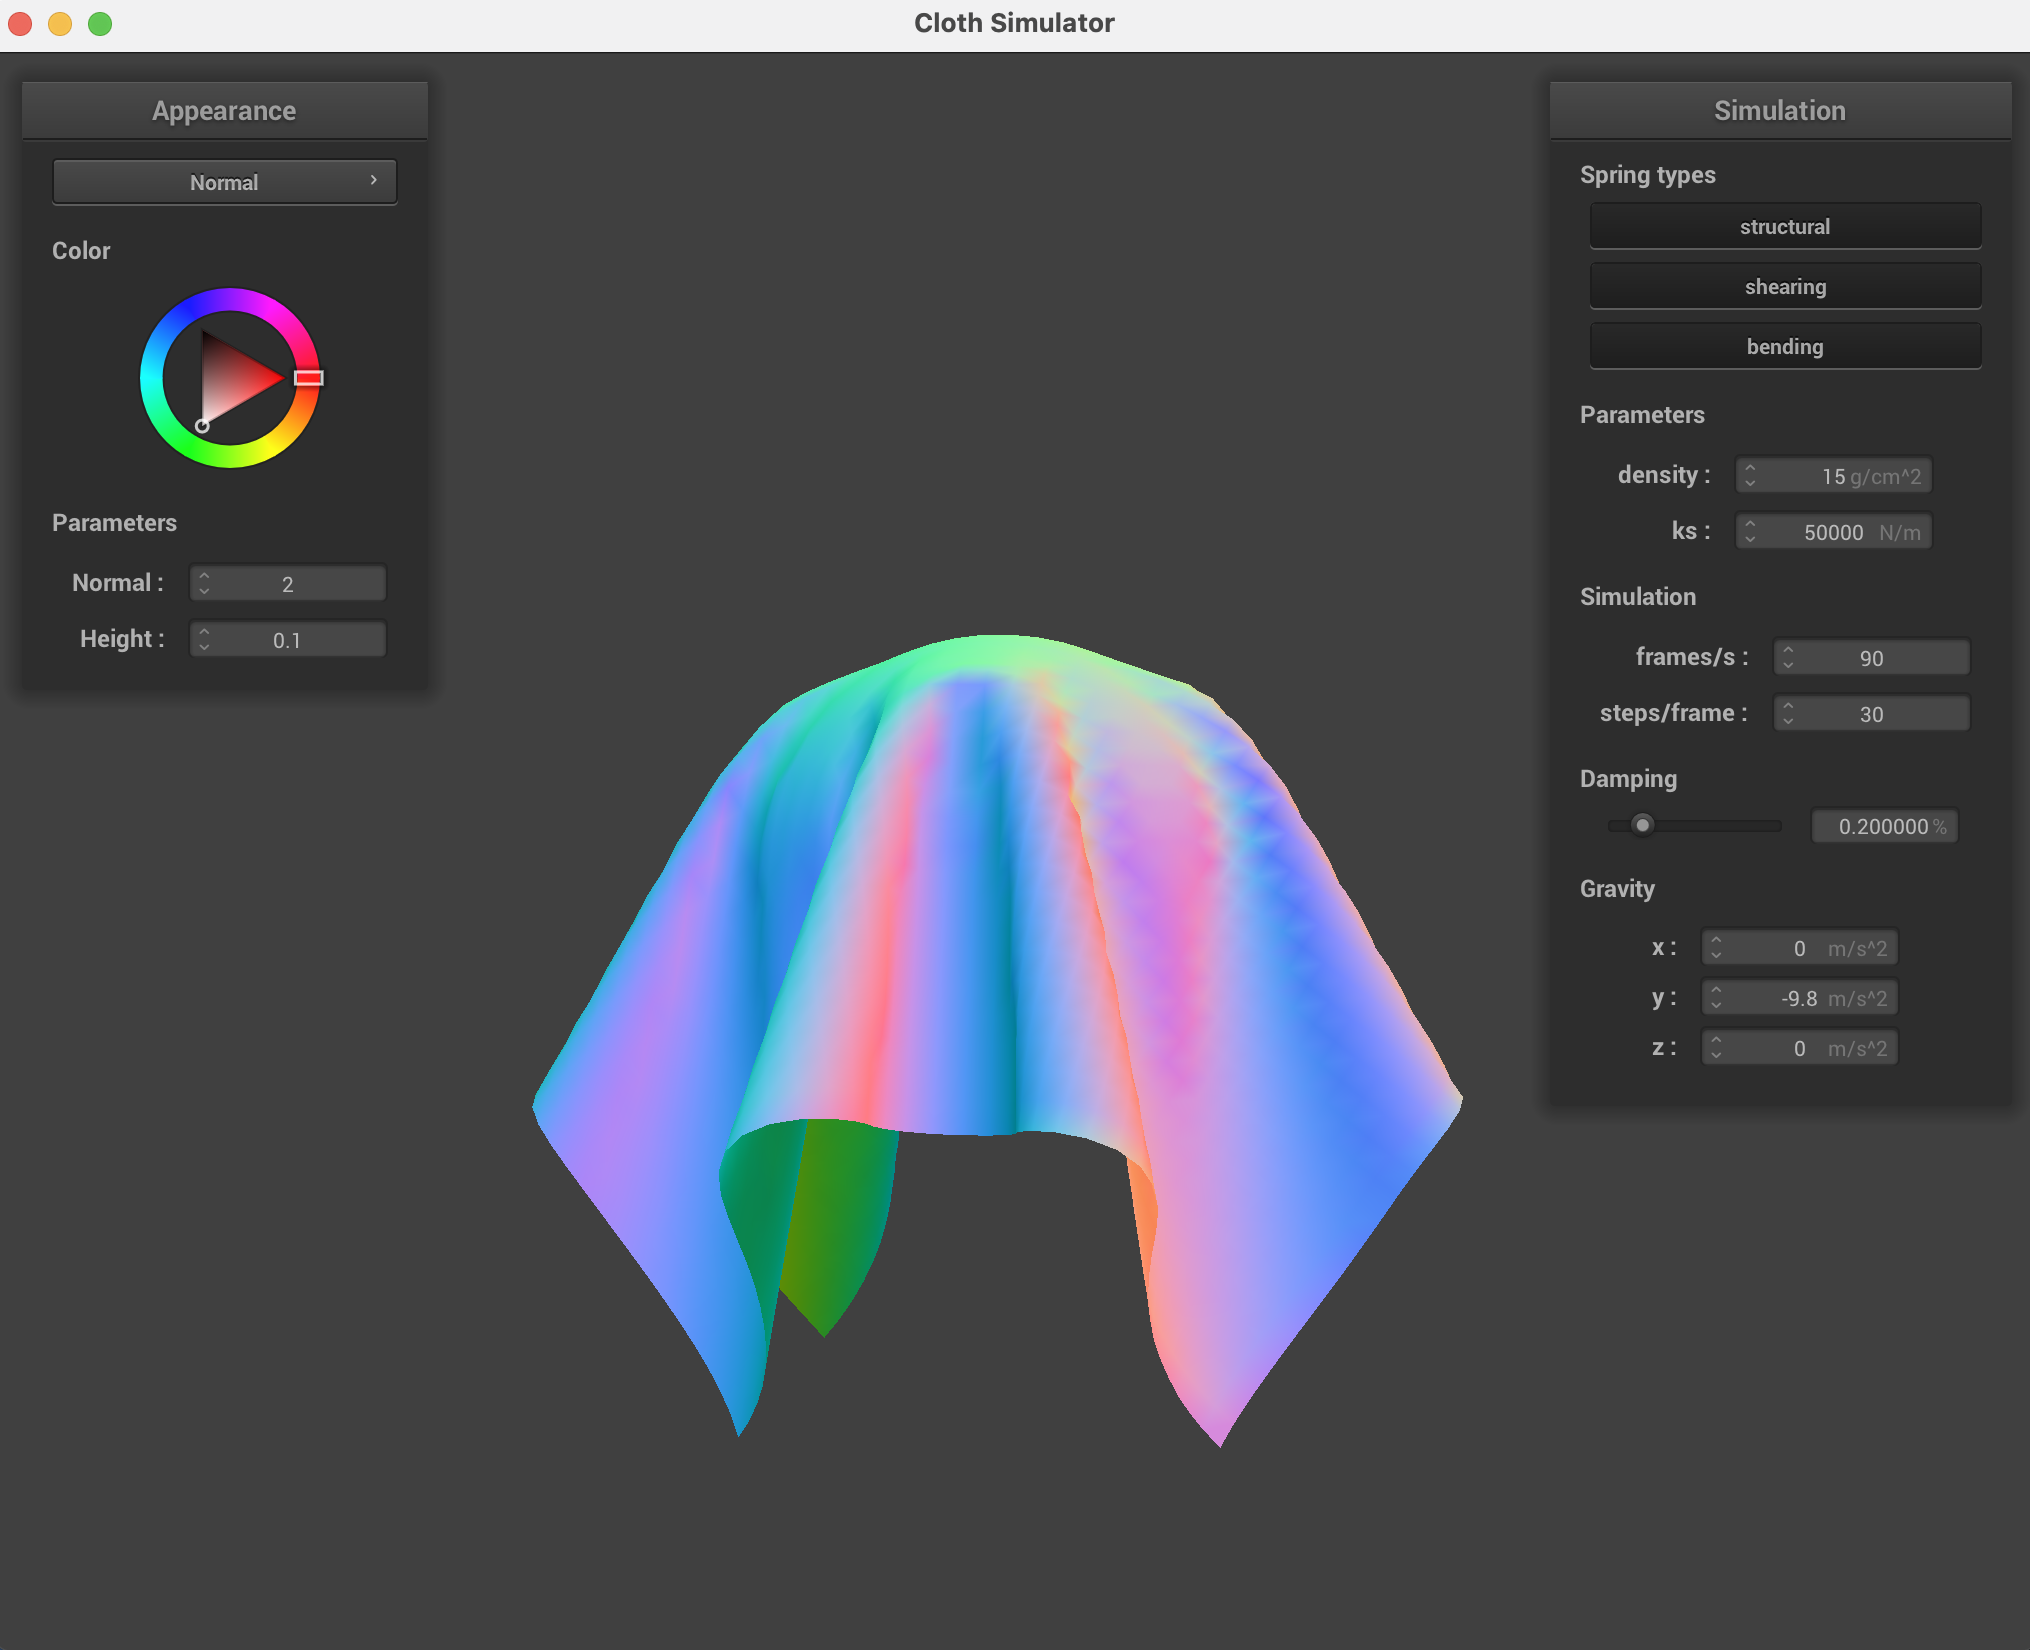 Cloth Simulator
Appearance
Normal
Color
Parameters
Normal : 2
Height : 0.1
Simulation
Spring types
structural
shearing
bending
Parameters
density : 15 g/cm^2
ks : 50000 N/m
Simulation
frames/s : 90
steps/frame : 30
Damping
0.200000 %
Gravity
x : 0 m/s^2
y : -9.8 m/s^2
z : 0 m/s^2